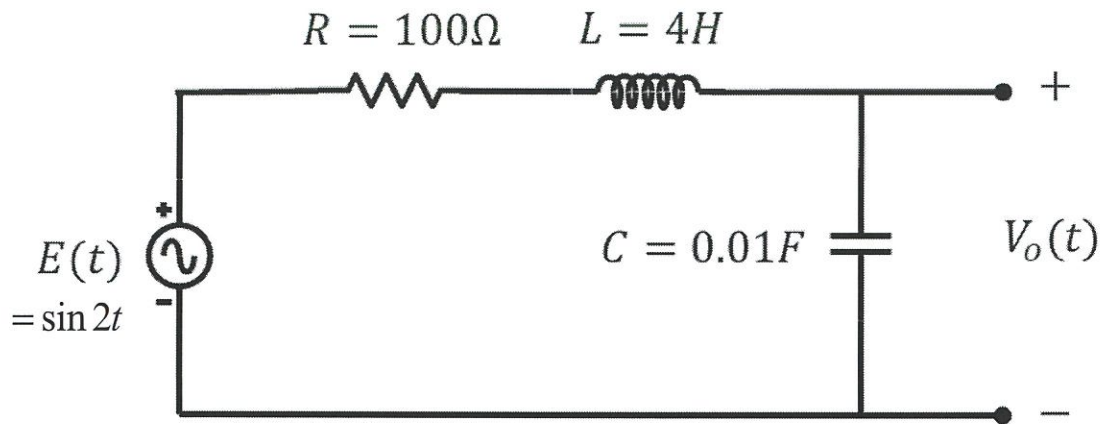 R = 100Ω
L = 4H
+
+
E(t)
= sin 2t
-
C = 0.01F
V_o(t)
−